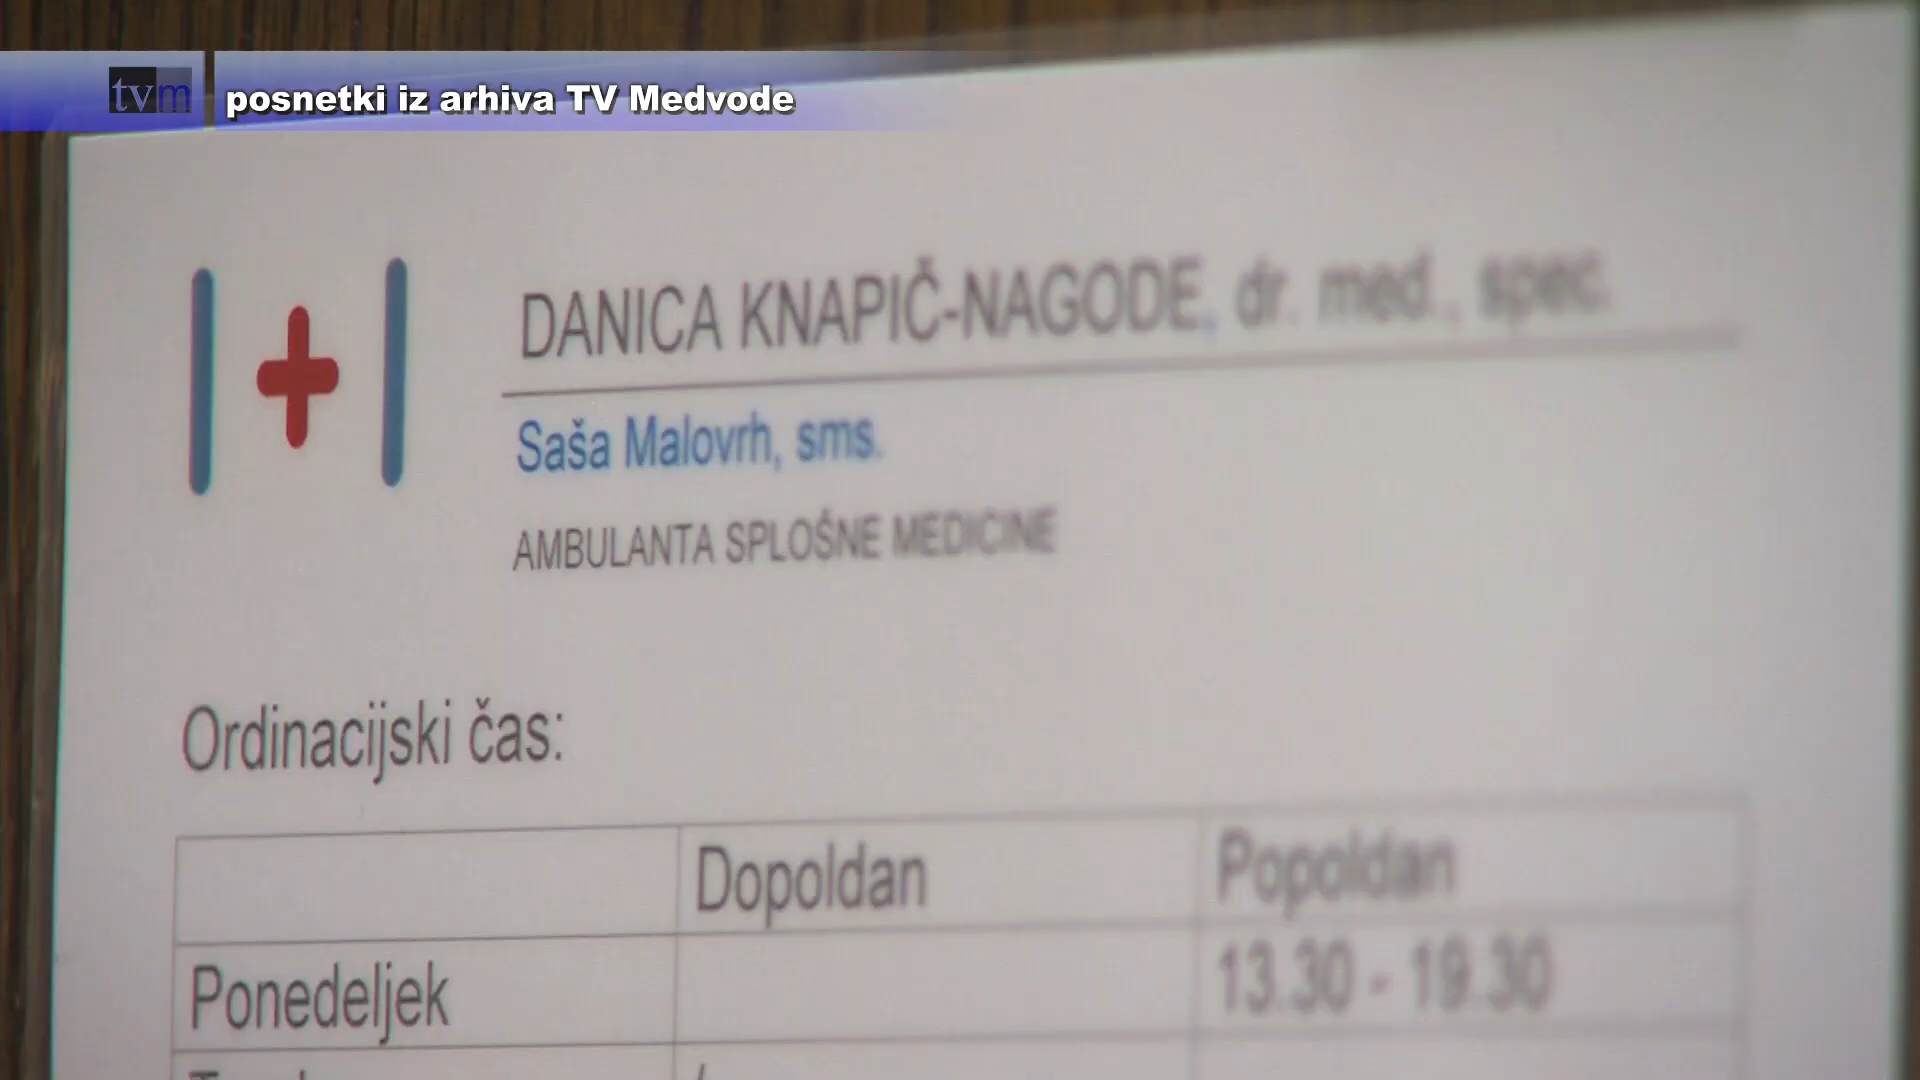 tvm posnetki iz arhiva TV Medvode
DANICA KNAPIČ-NAGODE, dr. med., spec.
Saša Malovrh, sms.
AMBULANTA SPLOŠNE MEDICINE
Ordinacijski čas:
Dopoldan Popoldan
Ponedeljek 13.30 - 19.30